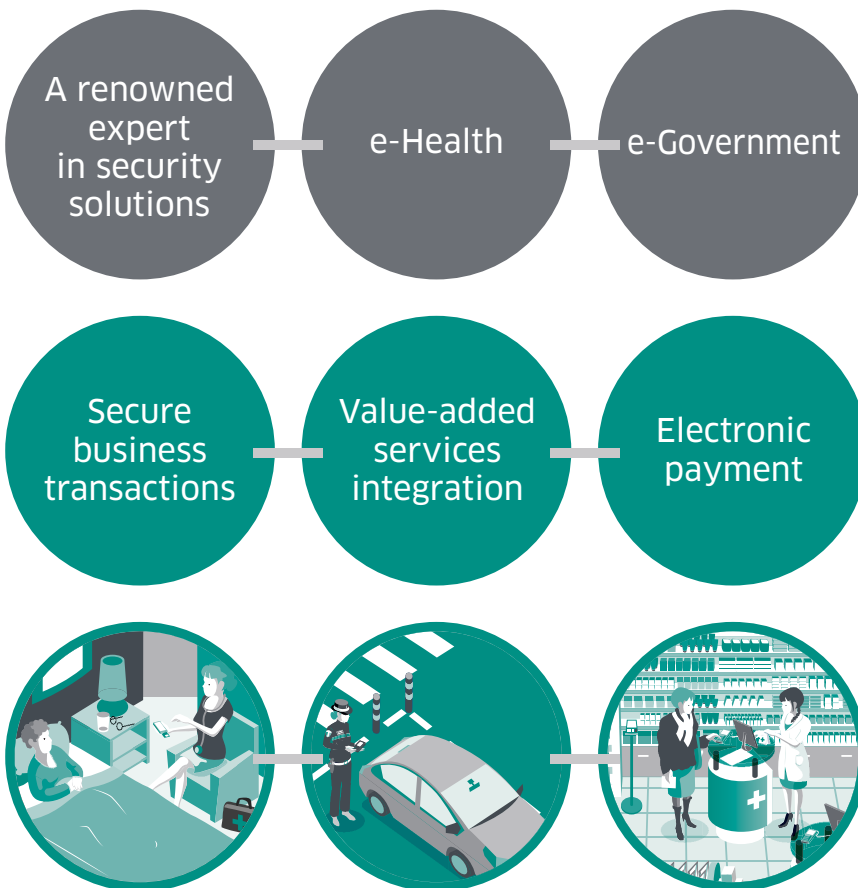 A renowned
expert
in security
solutions
e-Health
e-Government
Secure
business
transactions
Value-added
services
integration
Electronic
payment